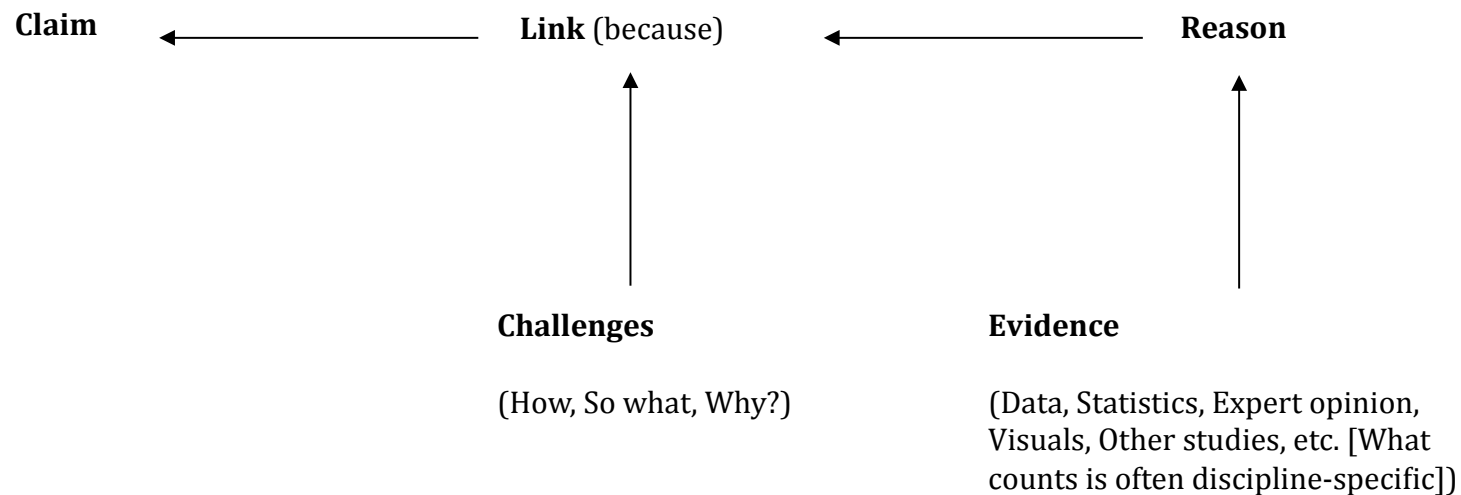 Claim
Link (because)
Reason
Challenges
Evidence
(How, So what, Why?)
(Data, Statistics, Expert opinion,
Visuals, Other studies, etc. [What
counts is often discipline-specific])